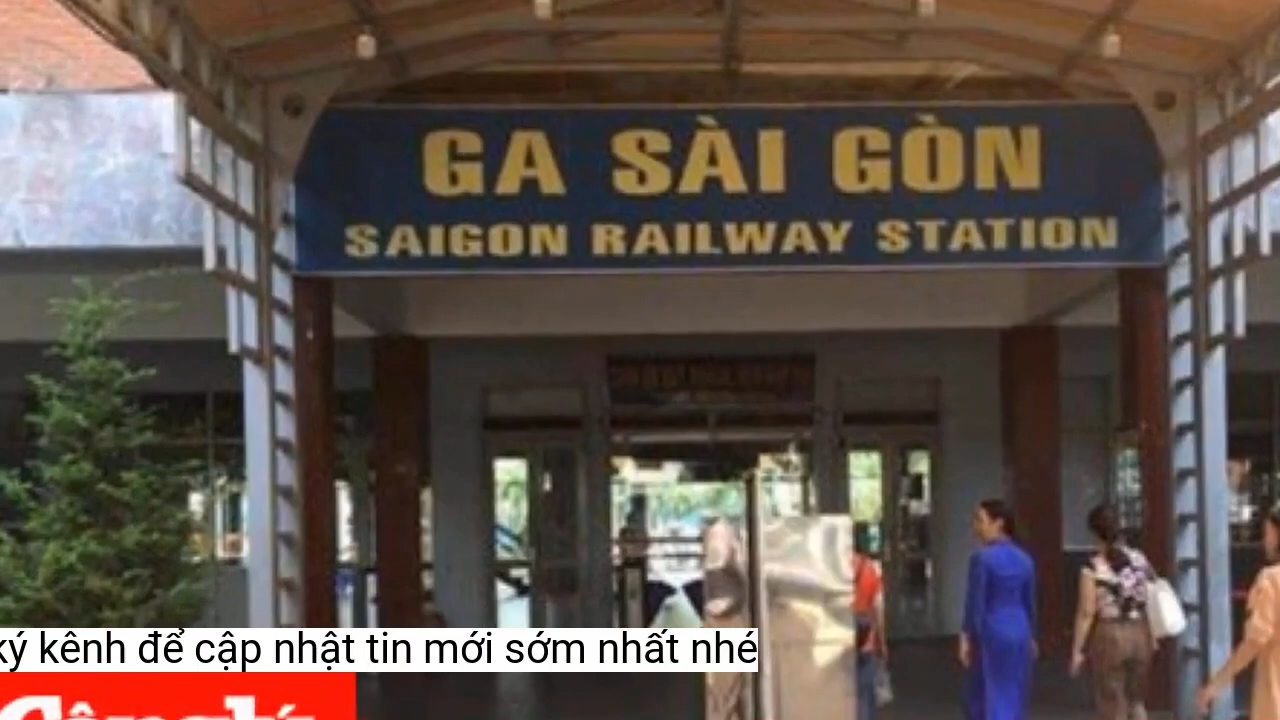 GA SÀI GÒN
SAIGON RAILWAY STATION
ký kênh để cập nhật tin mới sớm nhất nhé